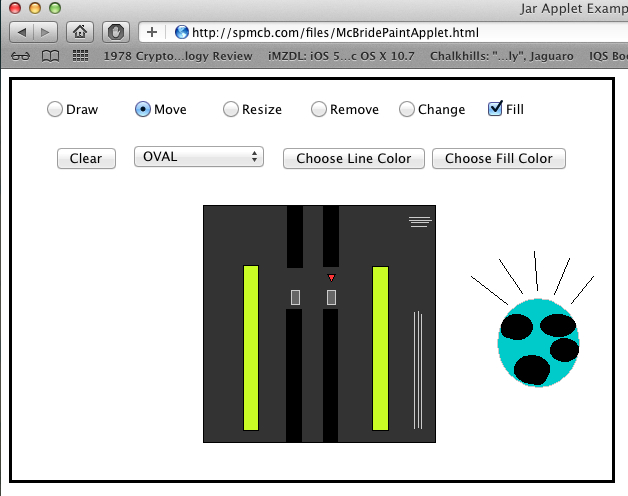 Jar Applet Examp
http://spmcb.com/files/McBridePaintApplet.html
1978 Crypto...logy Review iMZDL: iOS 5...c OS X 10.7 Chalkhills: "...ly", Jaguaro IQS Boo
Draw Move Resize Remove Change Fill
Clear OVAL Choose Line Color Choose Fill Color